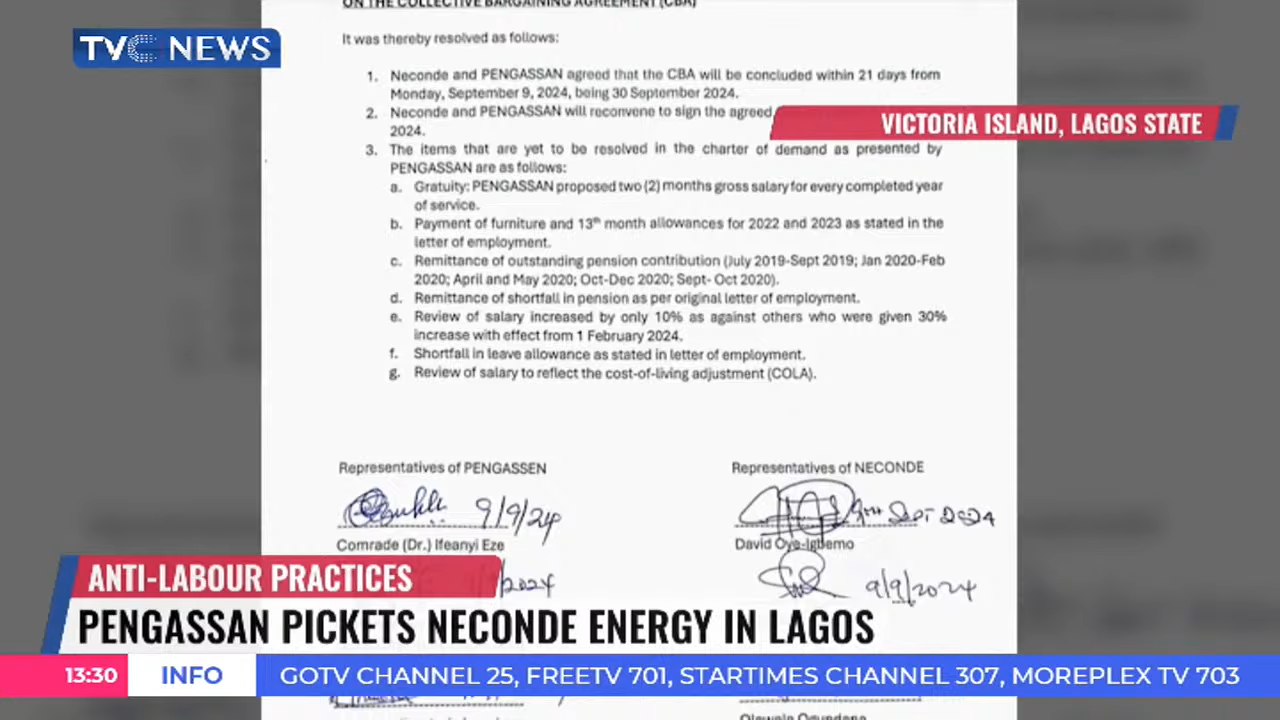 ON THE COLLECTIVE BARGAINING AGREEMENT (CBA)
TVC NEWS
It was thereby resolved as follows:
1. Neconde and PENGASSAN agreed that the CBA will be concluded within 21 days from
Monday, September 9, 2024, being 30 September 2024.
2. Neconde and PENGASSAN will reconvene to sign the agreed
VICTORIA ISLAND, LAGOS STATE
2024.
3. The items that are yet to be resolved in the charter of demand as presented by
PENGASSAN are as follows:
a. Gratuity: PENGASSAN proposed two (2) months gross salary for every completed year
of service.
b. Payment of furniture and 13th month allowances for 2022 and 2023 as stated in the
letter of employment.
c. Remittance of outstanding pension contribution (July 2019-Sept 2019; Jan 2020-Feb
2020; April and May 2020; Oct-Dec 2020; Sept- Oct 2020).
d. Remittance of shortfall in pension as per original letter of employment.
e. Review of salary increased by only 10% as against others who were given 30%
increase with effect from 1 February 2024.
f. Shortfall in leave allowance as stated in letter of employment.
g. Review of salary to reflect the cost-of-living adjustment (COLA).
Representatives of PENGASSEN
Representatives of NECONDE
9/9/24
9TH SEPT 2024
Comrade (Dr.) Ifeanyi Eze
David Oye-Igbemo
9/9/2024
ANTI-LABOUR PRACTICES
PENGASSAN PICKETS NECONDE ENERGY IN LAGOS
13:30 INFO GOTV CHANNEL 25, FREETV 701, STARTIMES CHANNEL 307, MOREPLEX TV 703